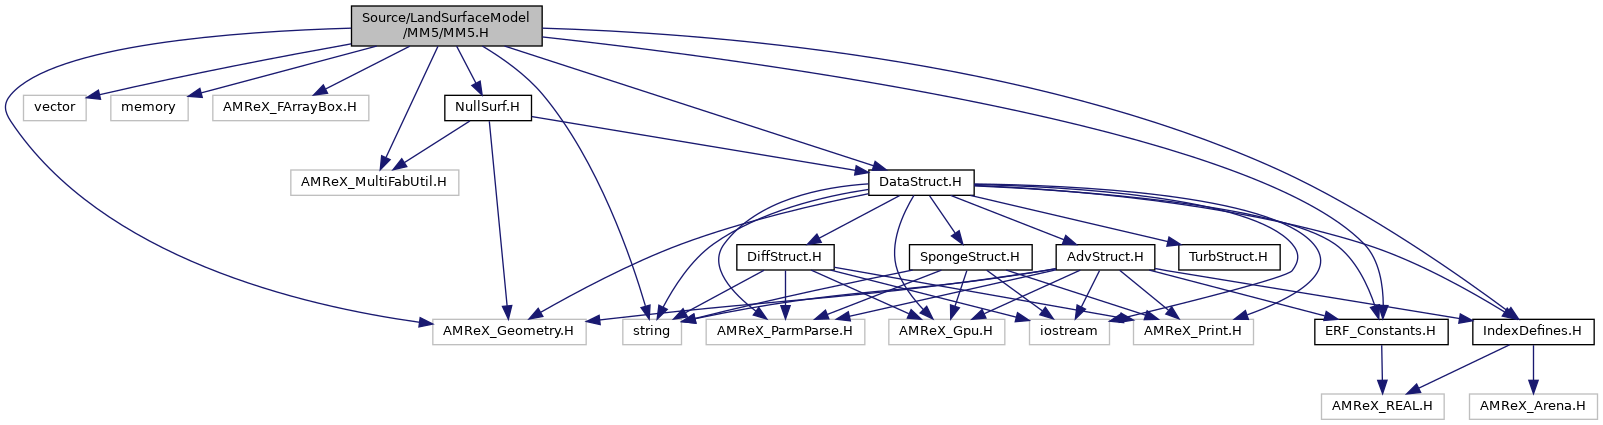 Source/LandSurfaceModel
/MM5/MM5.H
vector
memory
AMReX_FArrayBox.H
NullSurf.H
AMReX_MultiFabUtil.H
DataStruct.H
DiffStruct.H
SpongeStruct.H
AdvStruct.H
TurbStruct.H
AMReX_Geometry.H
string
AMReX_ParmParse.H
AMReX_Gpu.H
iostream
AMReX_Print.H
ERF_Constants.H
IndexDefines.H
AMReX_REAL.H
AMReX_Arena.H